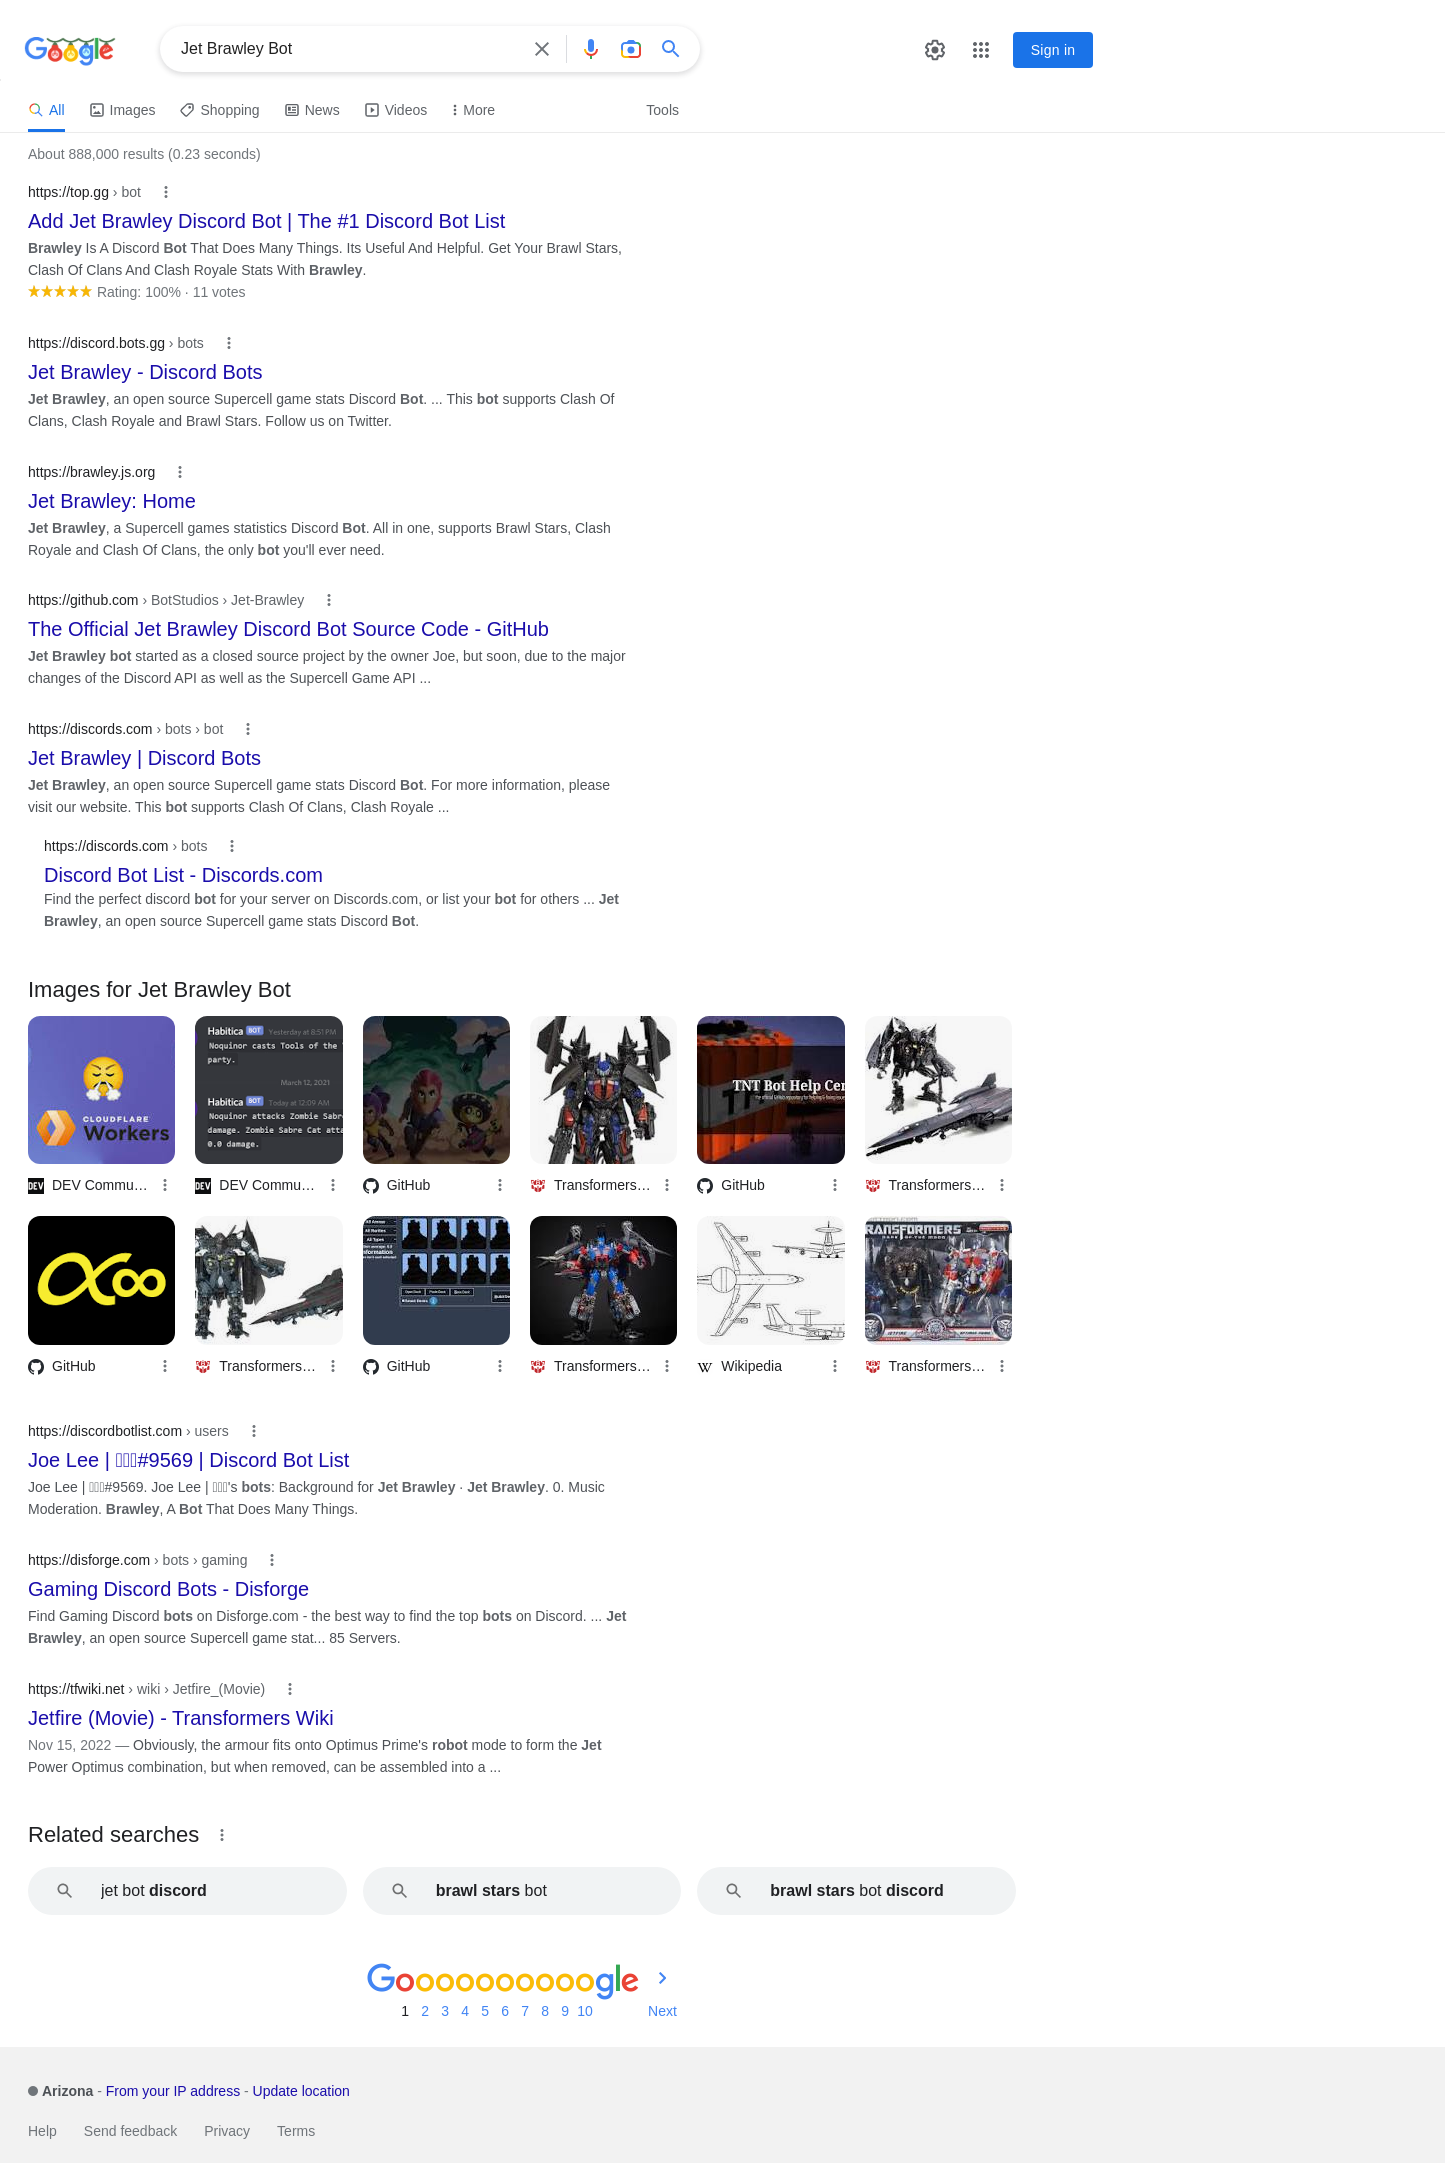 Google
Jet Brawley Bot
Sign in
All
Images
Shopping
News
Videos
More
Tools
About 888,000 results (0.23 seconds)
https://top.gg › bot
Add Jet Brawley Discord Bot | The #1 Discord Bot List
Brawley Is A Discord Bot That Does Many Things. Its Useful And Helpful. Get Your Brawl Stars,
Clash Of Clans And Clash Royale Stats With Brawley.
Rating: 100% · 11 votes
https://discord.bots.gg › bots
Jet Brawley - Discord Bots
Jet Brawley, an open source Supercell game stats Discord Bot. ... This bot supports Clash Of
Clans, Clash Royale and Brawl Stars. Follow us on Twitter.
https://brawley.js.org
Jet Brawley: Home
Jet Brawley, a Supercell games statistics Discord Bot. All in one, supports Brawl Stars, Clash
Royale and Clash Of Clans, the only bot you'll ever need.
https://github.com › BotStudios › Jet-Brawley
The Official Jet Brawley Discord Bot Source Code - GitHub
Jet Brawley bot started as a closed source project by the owner Joe, but soon, due to the major
changes of the Discord API as well as the Supercell Game API ...
https://discords.com › bots › bot
Jet Brawley | Discord Bots
Jet Brawley, an open source Supercell game stats Discord Bot. For more information, please
visit our website. This bot supports Clash Of Clans, Clash Royale ...
https://discords.com › bots
Discord Bot List - Discords.com
Find the perfect discord bot for your server on Discords.com, or list your bot for others ... Jet
Brawley, an open source Supercell game stats Discord Bot.
Images for Jet Brawley Bot
CLOUDFLARE
Workers
Habitica BOT Yesterday at 8:51 PM
Noquinor casts Tools of the
party.
March 12, 2021
Habitica BOT Today at 12:09 AM
Noquinor attacks Zombie Sabr
damage. Zombie Sabre Cat atta
0.0 damage.
TNT Bot Help Cen
DEV Commu...
DEV Commu...
GitHub
Transformers...
GitHub
Transformers...
TRANSFORMERS
GitHub
Transformers...
GitHub
Transformers...
Wikipedia
Transformers...
https://discordbotlist.com › users
Joe Lee | #9569 | Discord Bot List
Joe Lee | #9569. Joe Lee | 's bots: Background for Jet Brawley · Jet Brawley. 0. Music
Moderation. Brawley, A Bot That Does Many Things.
https://disforge.com › bots › gaming
Gaming Discord Bots - Disforge
Find Gaming Discord bots on Disforge.com - the best way to find the top bots on Discord. ... Jet
Brawley, an open source Supercell game stat... 85 Servers.
https://tfwiki.net › wiki › Jetfire_(Movie)
Jetfire (Movie) - Transformers Wiki
Nov 15, 2022 — Obviously, the armour fits onto Optimus Prime's robot mode to form the Jet
Power Optimus combination, but when removed, can be assembled into a ...
Related searches
jet bot discord
brawl stars bot
brawl stars bot discord
Goooooooooogle
1 2 3 4 5 6 7 8 9 10 Next
Arizona - From your IP address - Update location
Help Send feedback Privacy Terms